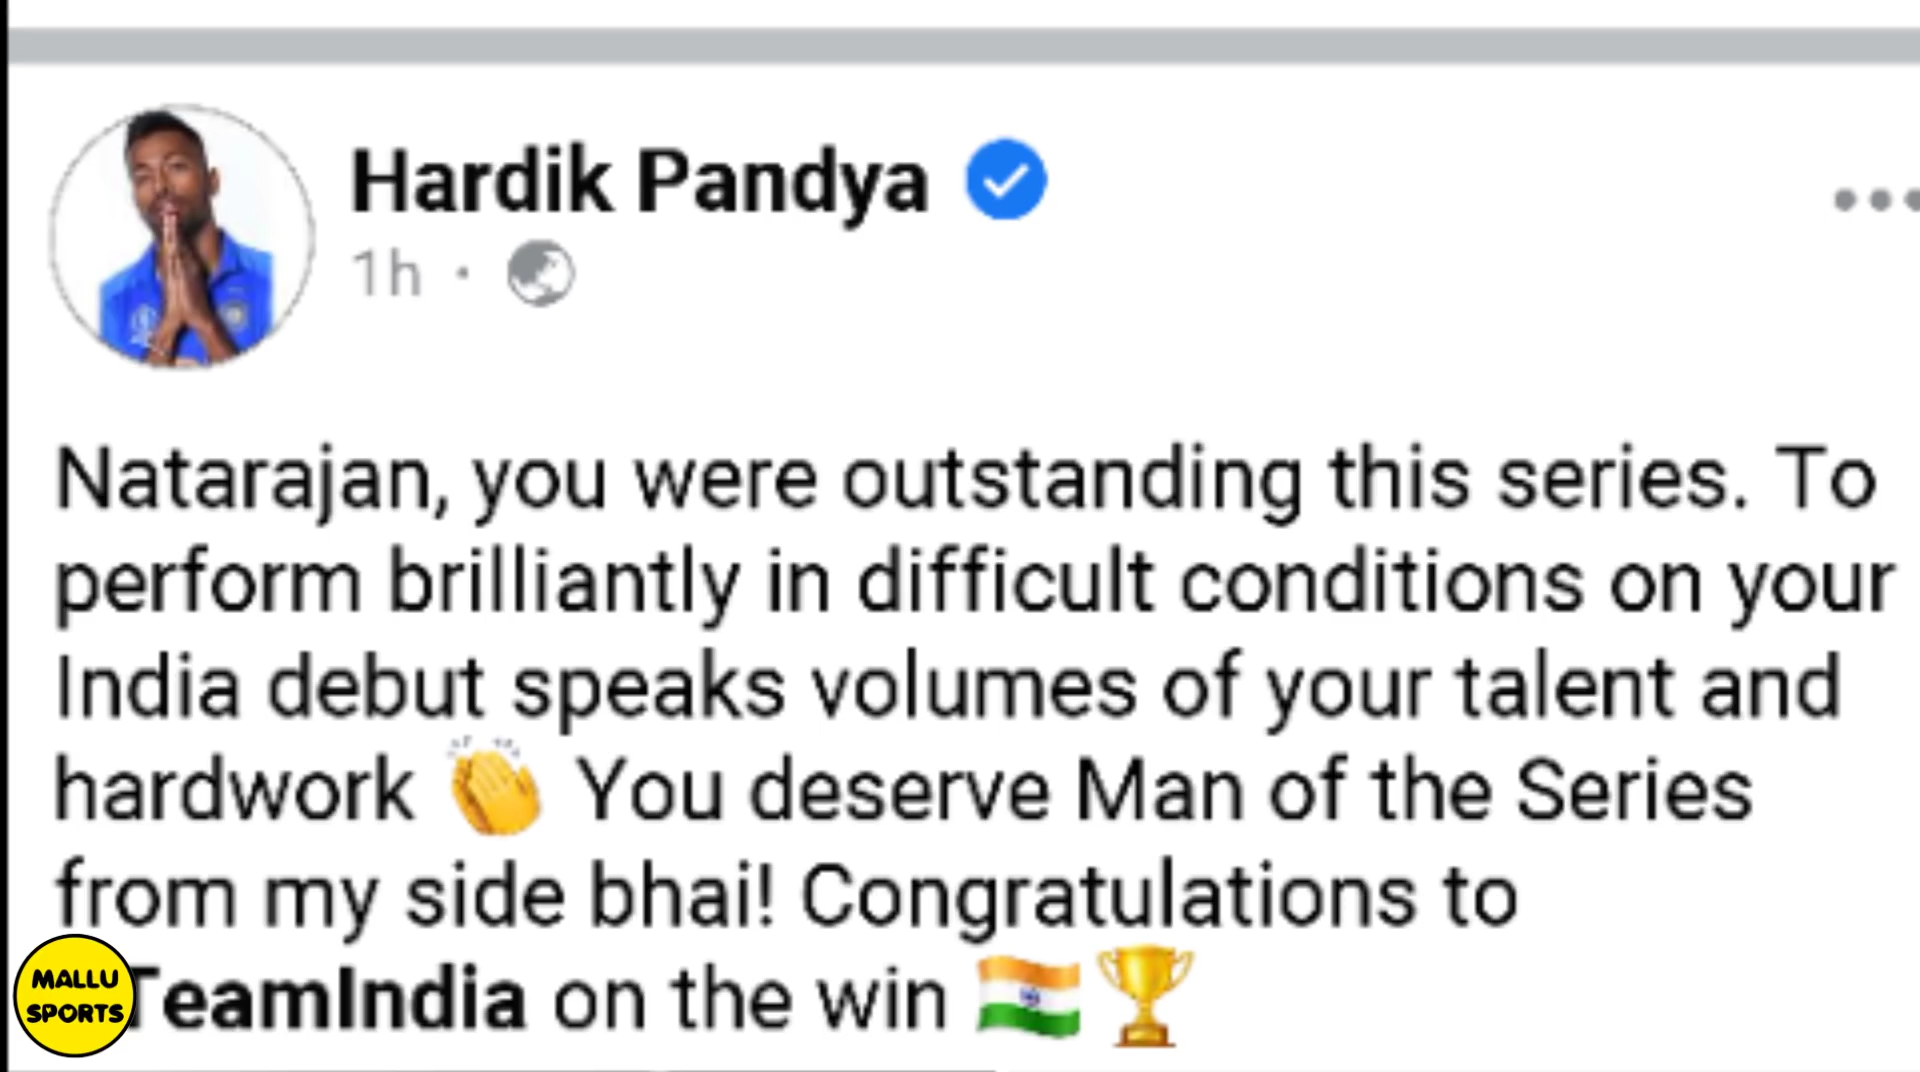 Hardik Pandya
1h ·
Natarajan, you were outstanding this series. To
perform brilliantly in difficult conditions on your
India debut speaks volumes of your talent and
hardwork 👏 You deserve Man of the Series
from my side bhai! Congratulations to
TeamIndia on the win 🇮🇳🏆
MALLU
SPORTS